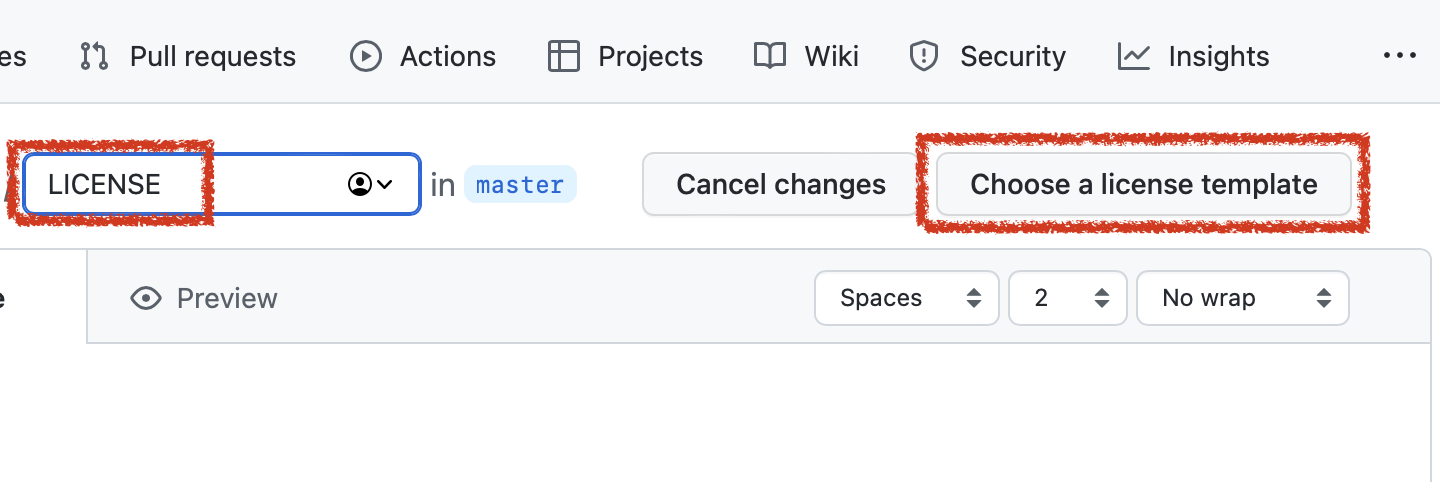 es Pull requests Actions Projects Wiki Security Insights
LICENSE in master Cancel changes Choose a license template
Preview Spaces 2 No wrap